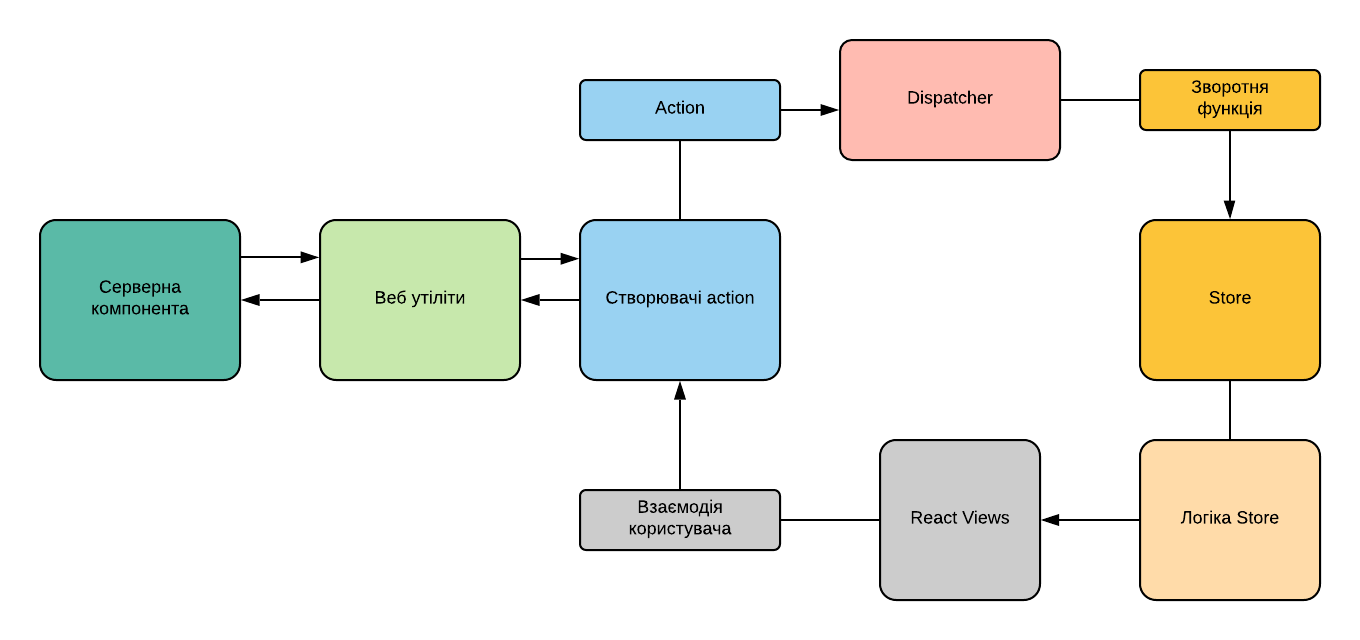 Action
Dispatcher
Зворотня
функція
Серверна
компонента
Веб утіліти
Створювачі action
Store
Взаємодія
користувача
React Views
Логіка Store